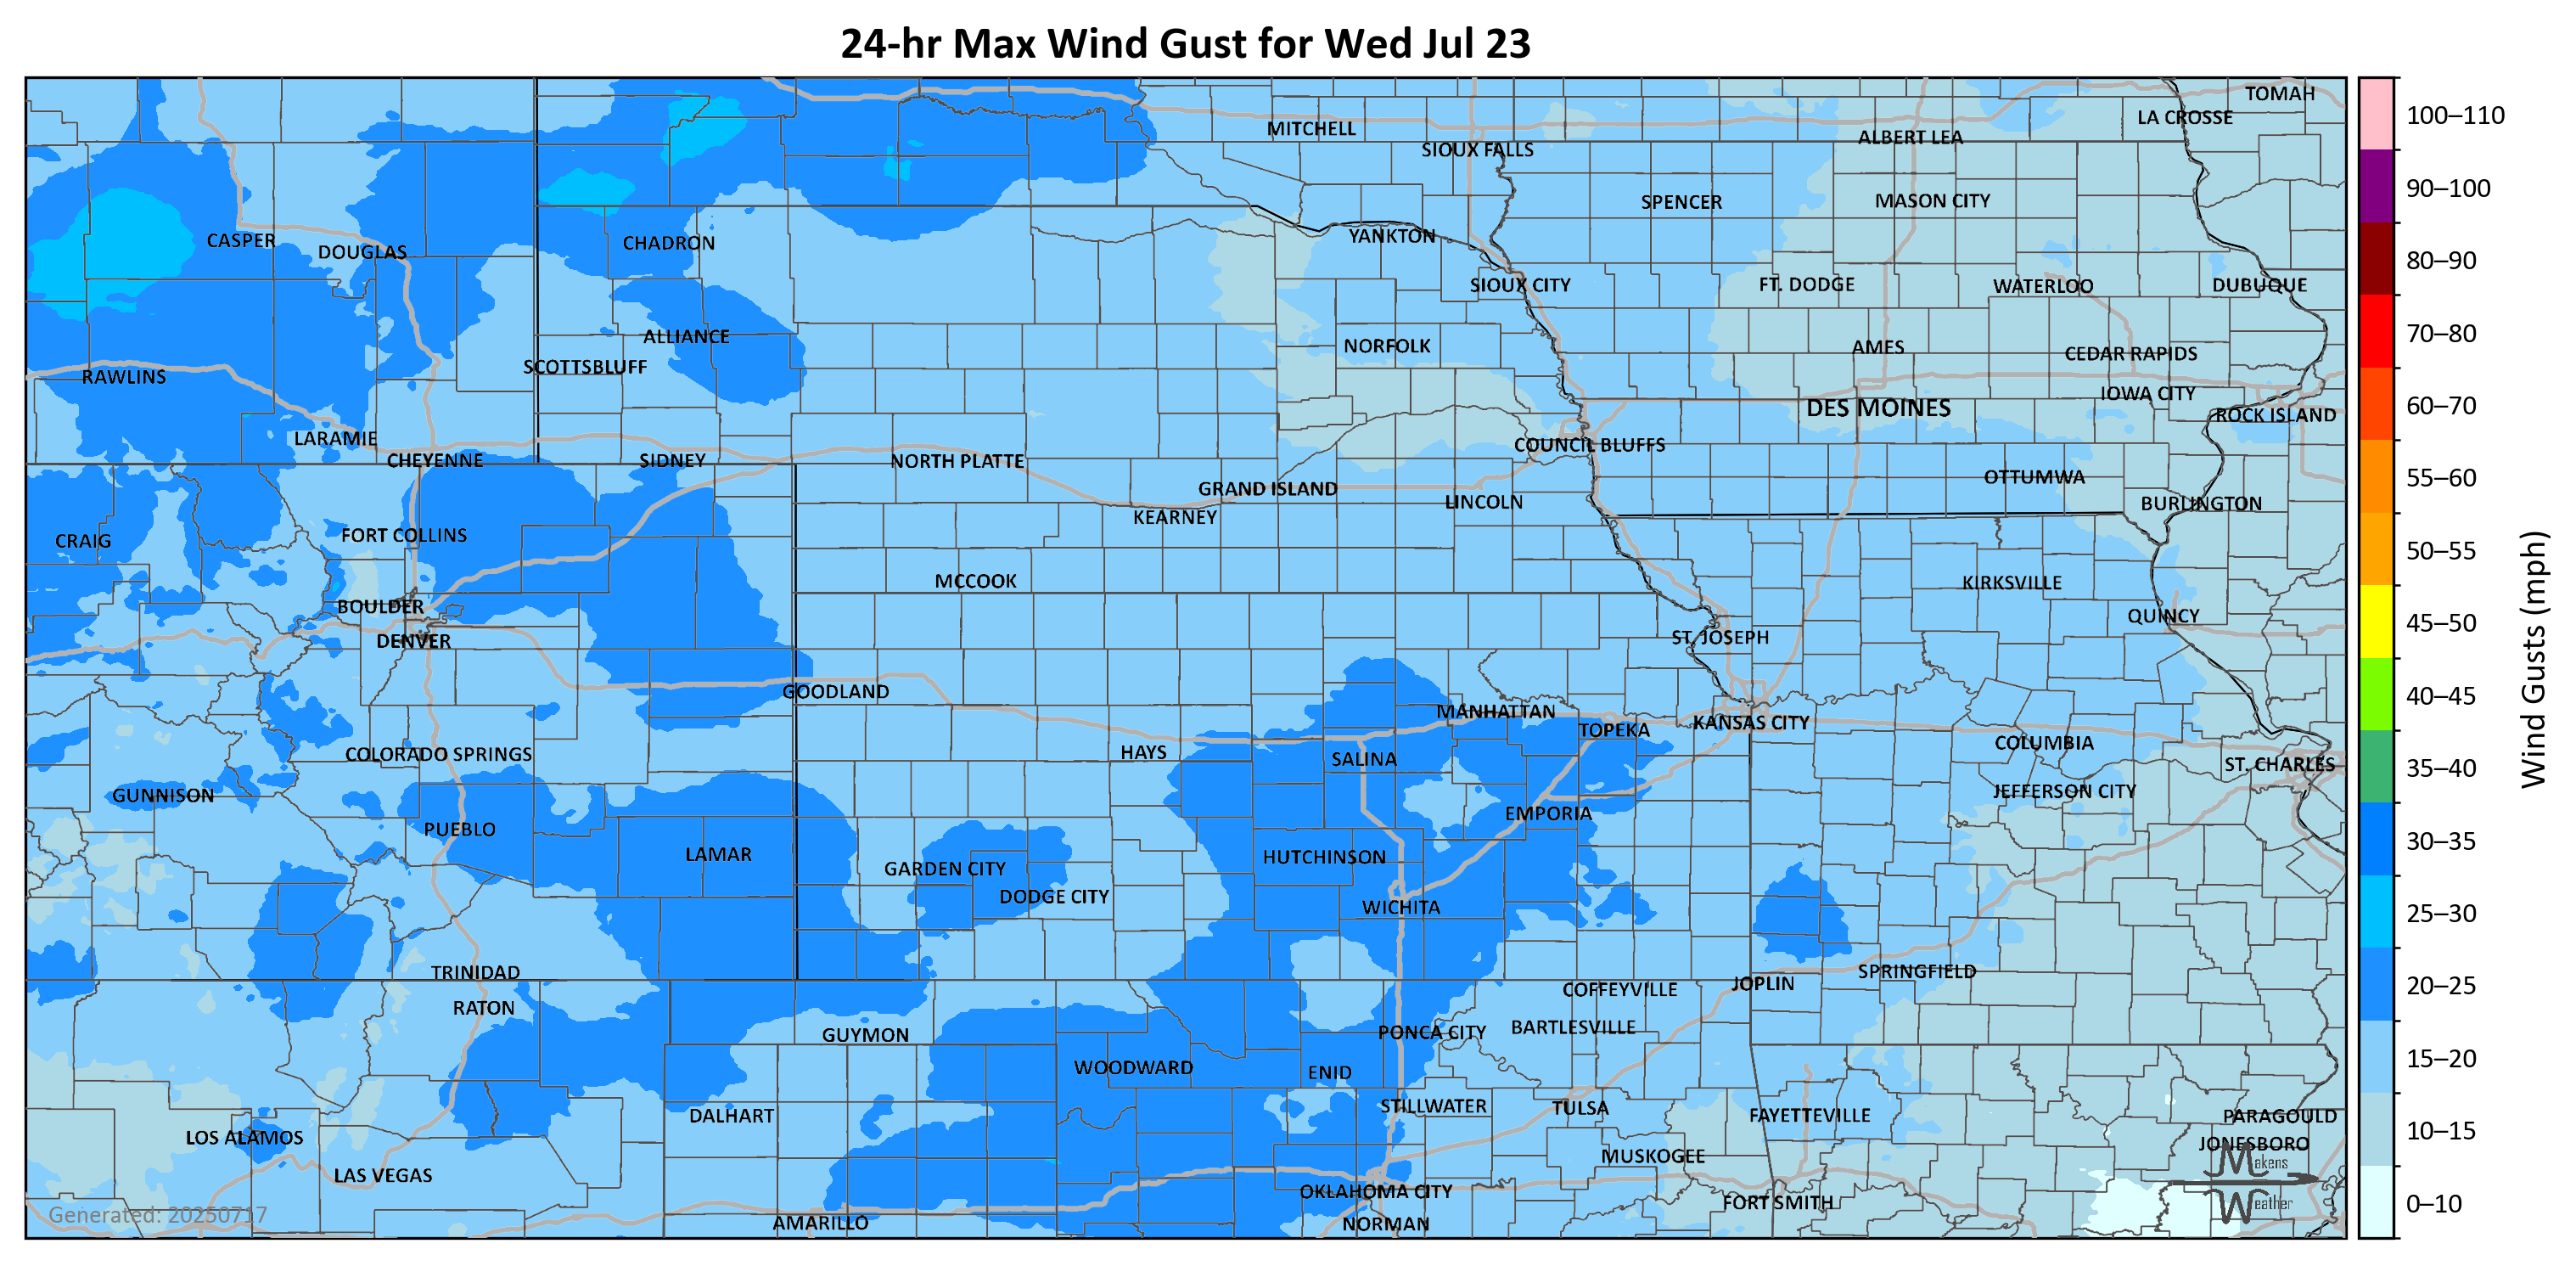 24-hr Max Wind Gust for Wed Jul 23
TOMAH
LA CROSSE
MITCHELL
ALBERT LEA
SIOUX FALLS
SPENCER
MASON CITY
CASPER
DOUGLAS
CHADRON
YANKTON
SIOUX CITY
FT. DODGE
WATERLOO
DUBUQUE
ALLIANCE
NORFOLK
AMES
CEDAR RAPIDS
SCOTTSBLUFF
RAWLINS
IOWA CITY
DES MOINES
ROCK ISLAND
LARAMIE
COUNCIL BLUFFS
CHEYENNE
SIDNEY
NORTH PLATTE
OTTUMWA
GRAND ISLAND
LINCOLN
BURLINGTON
KEARNEY
FORT COLLINS
CRAIG
MCCOOK
KIRKSVILLE
BOULDER
QUINCY
DENVER
ST. JOSEPH
GOODLAND
MANHATTAN
KANSAS CITY
TOPEKA
COLUMBIA
COLORADO SPRINGS
HAYS
SALINA
ST. CHARLES
GUNNISON
JEFFERSON CITY
EMPORIA
PUEBLO
LAMAR
HUTCHINSON
GARDEN CITY
DODGE CITY
WICHITA
TRINIDAD
SPRINGFIELD
JOPLIN
COFFEYVILLE
RATON
BARTLESVILLE
GUYMON
PONCA CITY
WOODWARD
ENID
STILLWATER
TULSA
DALHART
FAYETTEVILLE
PARAGOULD
LOS ALAMOS
JONESBORO
MUSKOGEE
LAS VEGAS
OKLAHOMA CITY
FORT SMITH
AMARILLO
NORMAN
Generated: 20250717
Makens
Weather
100–110
90–100
80–90
70–80
60–70
55–60
50–55
45–50
40–45
35–40
30–35
25–30
20–25
15–20
10–15
0–10
Wind Gusts (mph)